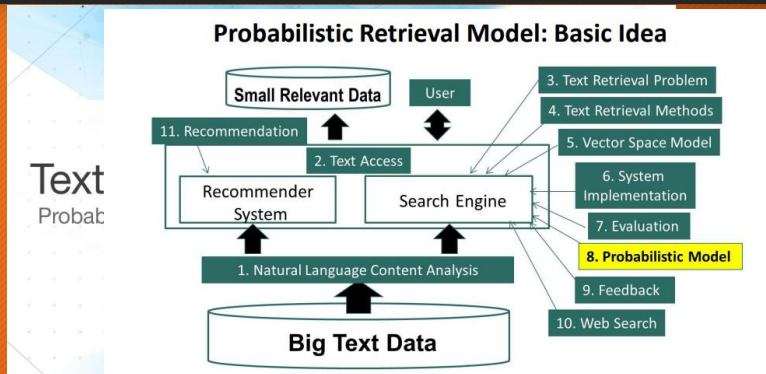 Probabilistic Retrieval Model: Basic Idea
Small Relevant Data
User
3. Text Retrieval Problem
4. Text Retrieval Methods
11. Recommendation
5. Vector Space Model
2. Text Access
6. System
Implementation
Recommender
System
Search Engine
7. Evaluation
8. Probabilistic Model
1. Natural Language Content Analysis
9. Feedback
10. Web Search
Big Text Data
Text
Probab